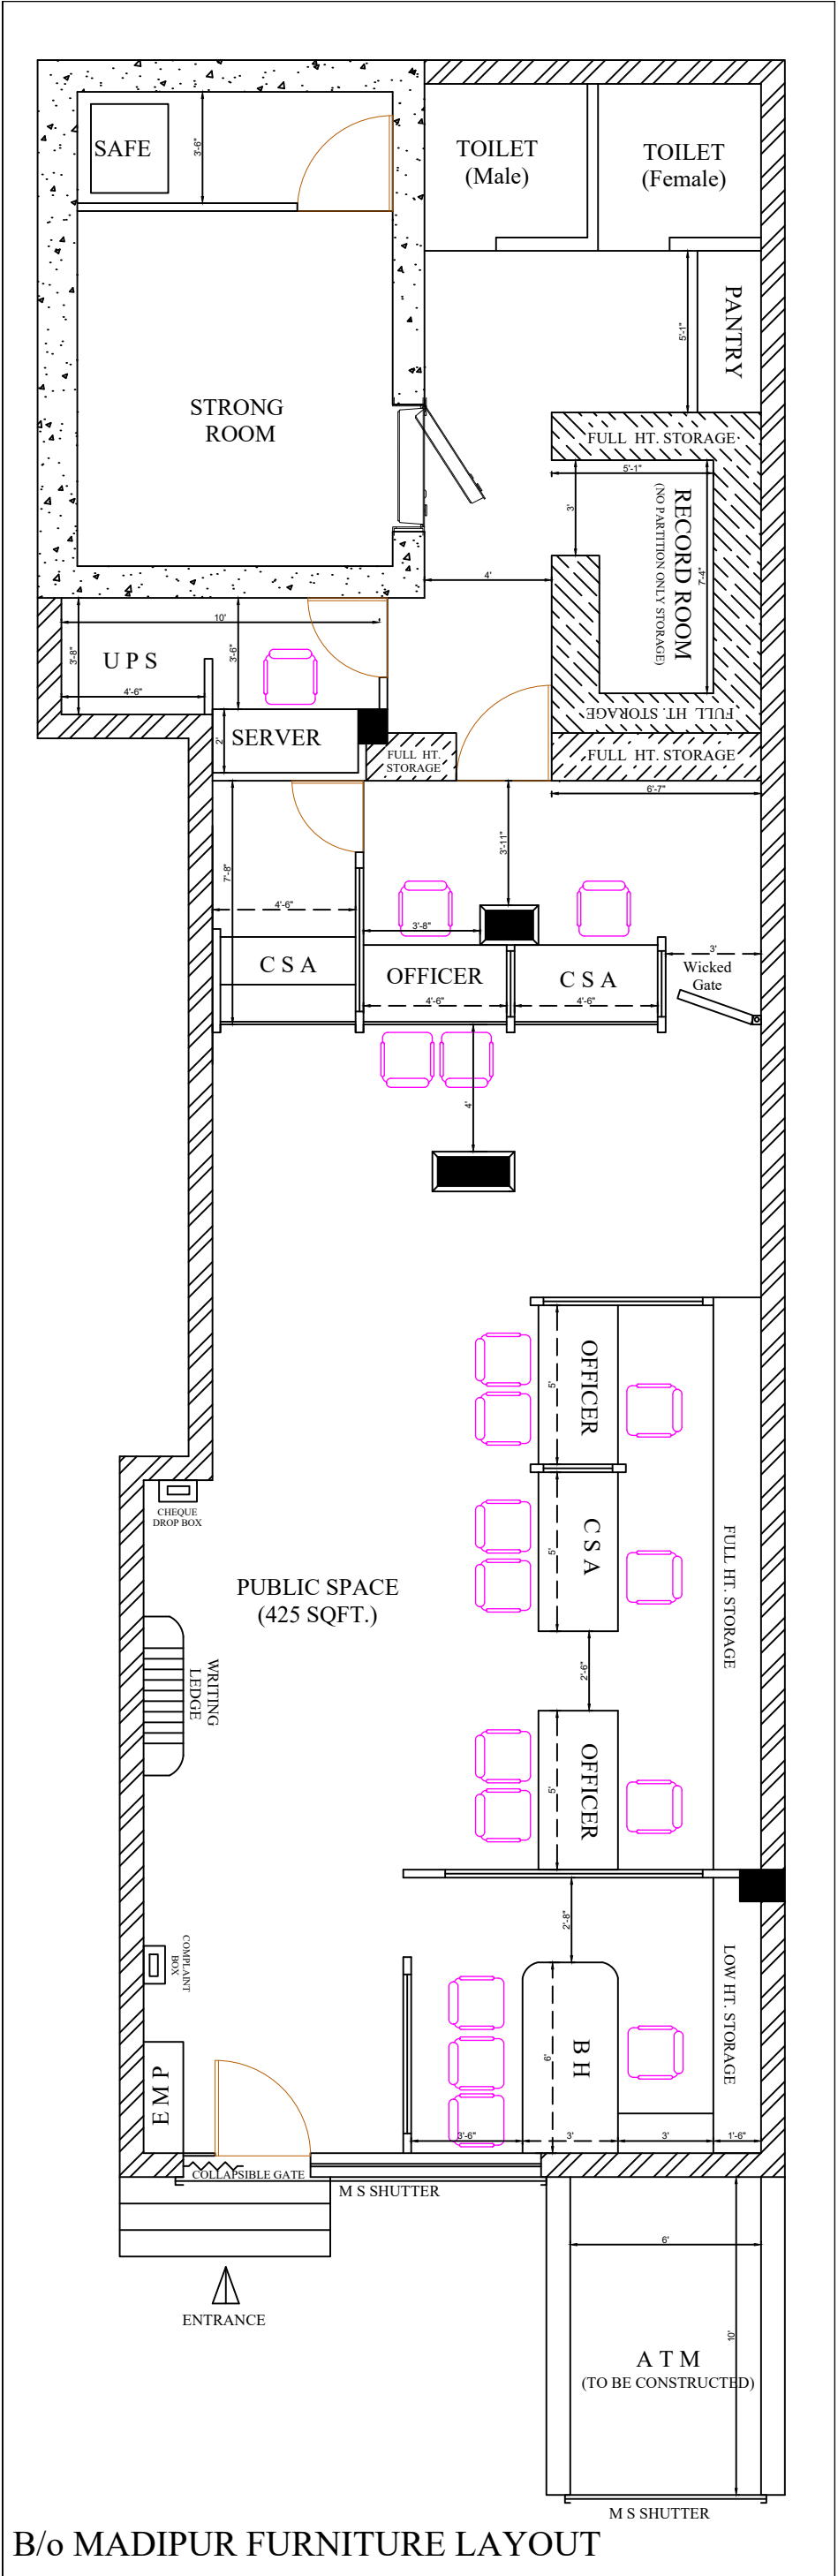 SAFE
3'-6"
TOILET
(Male)
TOILET
(Female)
PANTRY
5'-1"
STRONG
ROOM
FULL HT. STORAGE
5'-1"
3'
RECORD ROOM
(NO PARTITION ONLY STORAGE)
7'-4"
4'
10'
3'-8"
U P S
3'-6"
4'-6"
FULL HT. STORAGE
2'
SERVER
FULL HT.
STORAGE
FULL HT. STORAGE
6'-7"
7'-8"
3'-11"
4'-6"
3'-8"
3'
C S A
OFFICER
4'-6"
C S A
4'-6"
Wicked
Gate
4'
OFFICER
5'
CHEQUE
DROP BOX
C S A
5'
FULL HT. STORAGE
PUBLIC SPACE
(425 SQFT.)
WRITING
LEDGE
2'-6"
OFFICER
5'
2'-8"
COMPLAINT
BOX
LOW HT. STORAGE
B H
6'
E M P
3'-6"
3'
3'
1'-6"
COLLAPSIBLE GATE
M S SHUTTER
6'
ENTRANCE
10'
A T M
(TO BE CONSTRUCTED)
M S SHUTTER
B/o MADIPUR FURNITURE LAYOUT